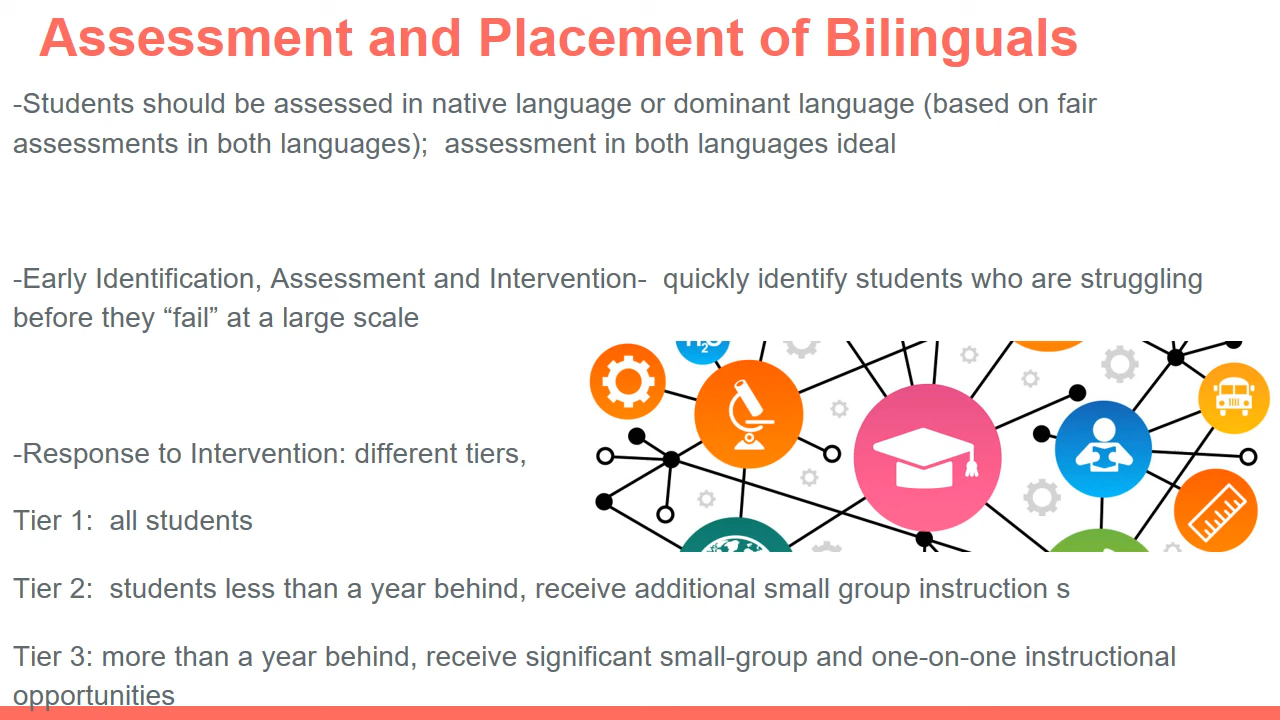 Assessment and Placement of Bilinguals
-Students should be assessed in native language or dominant language (based on fair
assessments in both languages);  assessment in both languages ideal
-Early Identification, Assessment and Intervention-  quickly identify students who are struggling
before they “fail” at a large scale
H2O
-Response to Intervention: different tiers,
Tier 1:  all students
Tier 2:  students less than a year behind, receive additional small group instruction s
Tier 3: more than a year behind, receive significant small-group and one-on-one instructional
opportunities